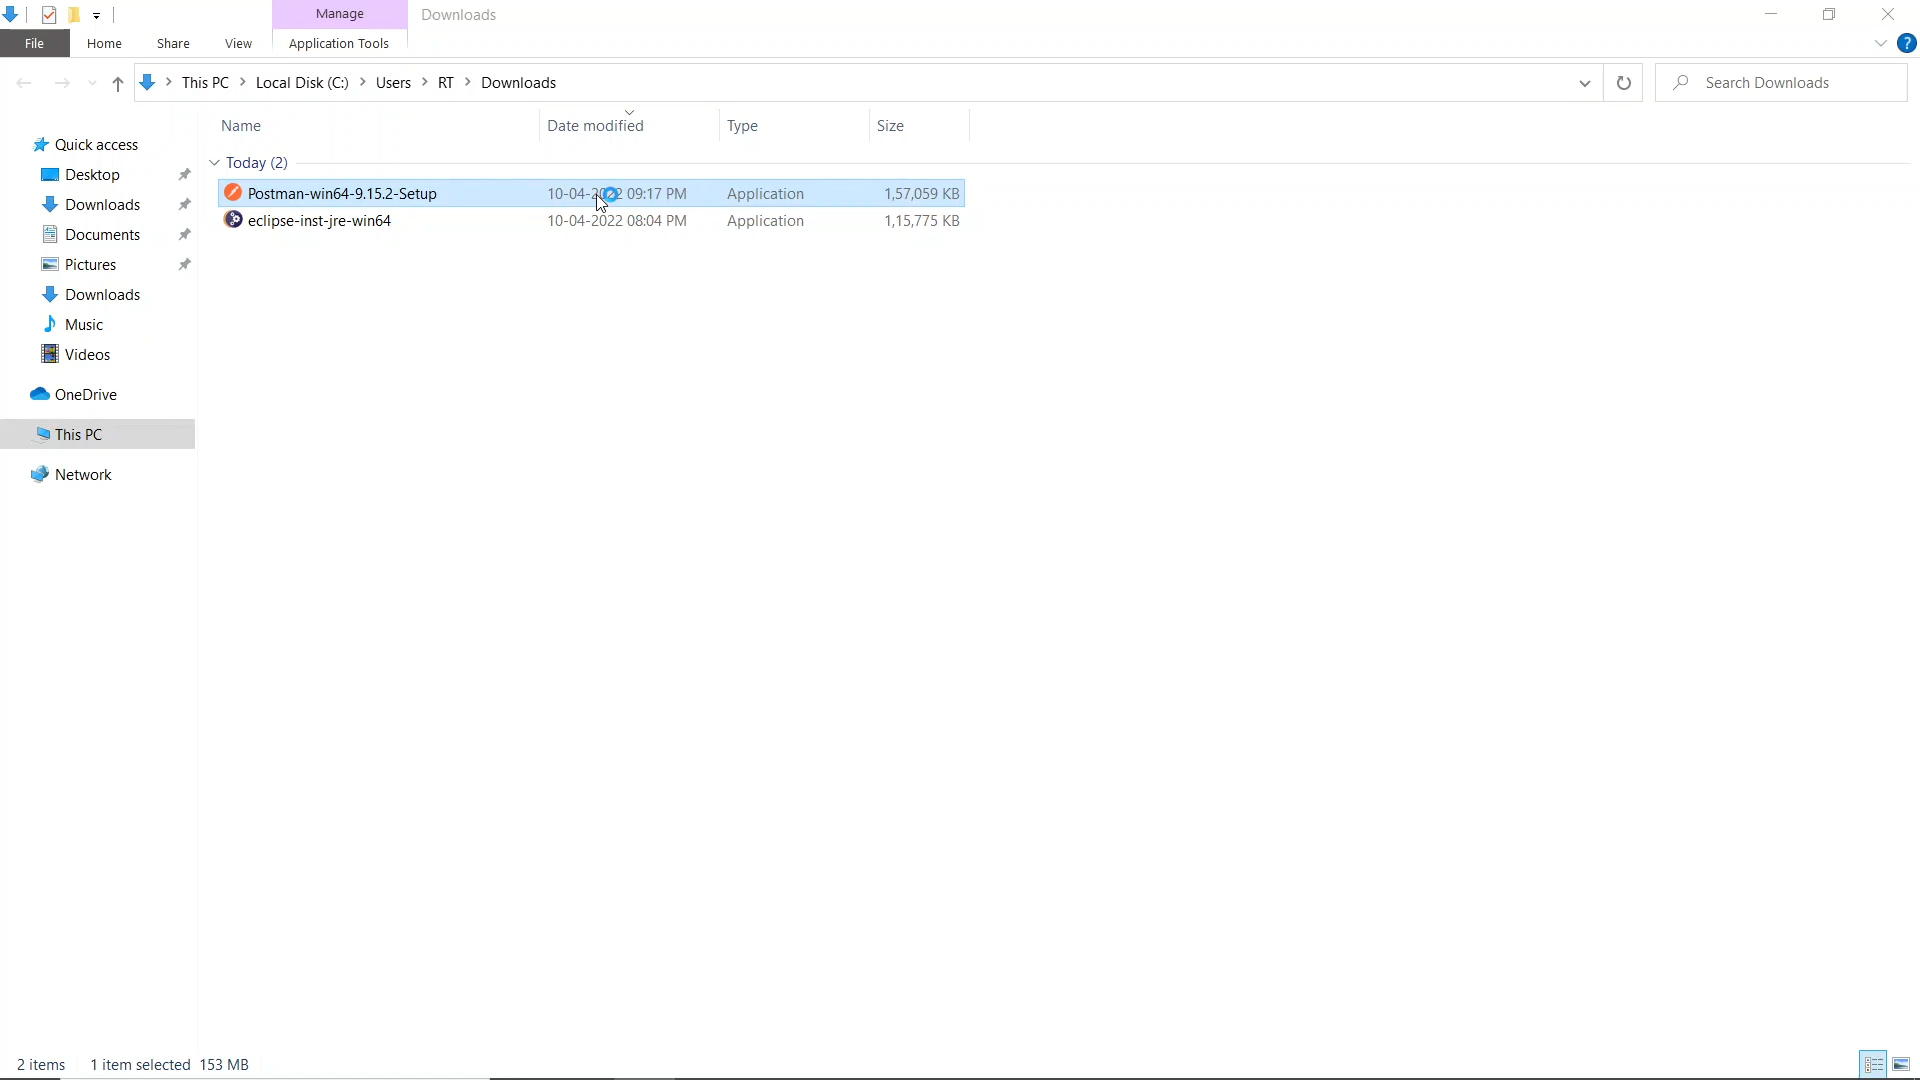 Manage
Downloads
File
Home
Share
View
Application Tools
This PC
Local Disk (C:)
Users
RT
Downloads
Search Downloads
Name
Date modified
Type
Size
Quick access
Desktop
Downloads
Documents
Pictures
Downloads
Music
Videos
OneDrive
This PC
Network
Today (2)
Postman-win64-9.15.2-Setup 10-04-2022 09:17 PM Application 1,57,059 KB
eclipse-inst-jre-win64 10-04-2022 08:04 PM Application 1,15,775 KB
2 items 1 item selected 153 MB